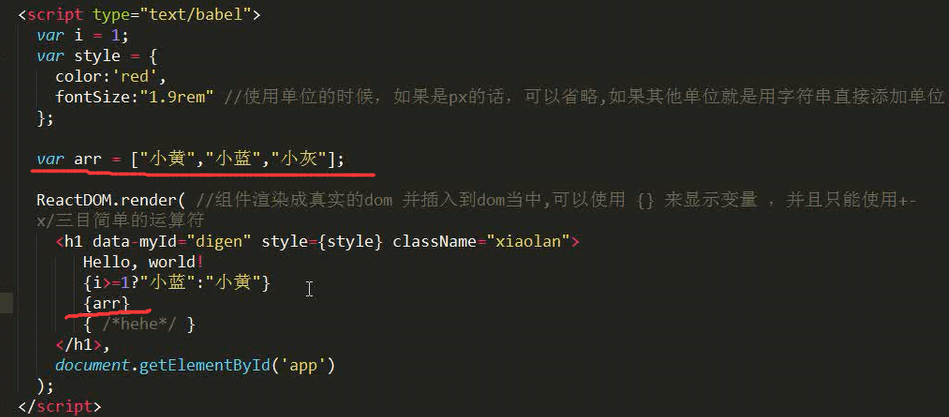 <script type="text/babel">
var i = 1;
var style = {
color:'red',
fontSize:"1.9rem" //使用单位的时候, 如果是px的话, 可以省略,如果其他单位就是用字符串直接添加单位
};
var arr = ["小黄","小蓝","小灰"];
ReactDOM.render( //组件渲染成真实的dom 并插入到dom当中,可以使用 {} 来显示变量 , 并且只能使用+-
x/三目简单的运算符
<h1 data-myId="digen" style={style} className="xiaolan">
Hello, world!
{i>=1?"小蓝":"小黄"}
{arr}
{ /*hehe*/ }
</h1>,
document.getElementById('app')
);
</script>